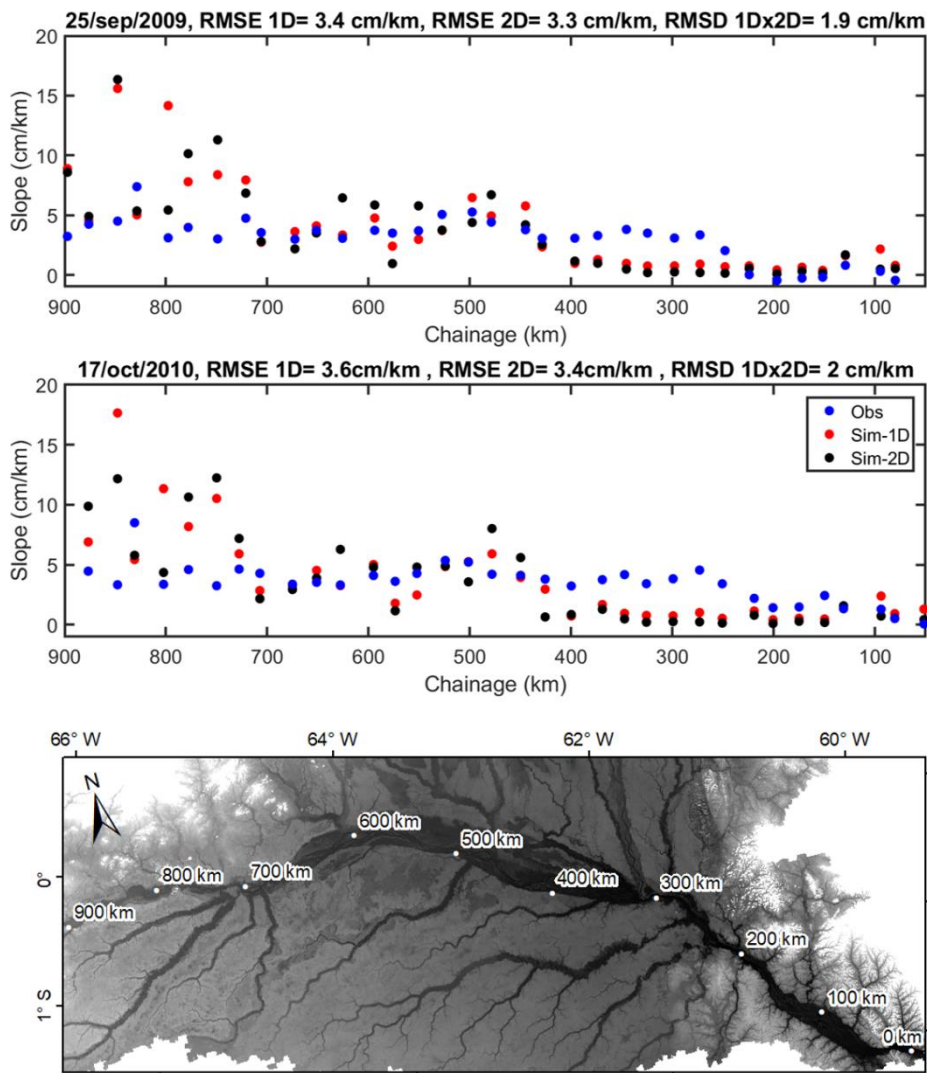 25/sep/2009, RMSE 1D= 3.4 cm/km, RMSE 2D= 3.3 cm/km, RMSD 1Dx2D= 1.9 cm/km
20
15
10
5
0
Slope (cm/km)
900 800 700 600 500 400 300 200 100
Chainage (km)
17/oct/2010, RMSE 1D= 3.6cm/km , RMSE 2D= 3.4cm/km , RMSD 1Dx2D= 2 cm/km
20
15
10
5
0
Slope (cm/km)
Obs
Sim-1D
Sim-2D
900 800 700 600 500 400 300 200 100
Chainage (km)
66° W 64° W 62° W 60° W
N
0°
1° S
900 km
800 km
700 km
600 km
500 km
400 km
300 km
200 km
100 km
0 km